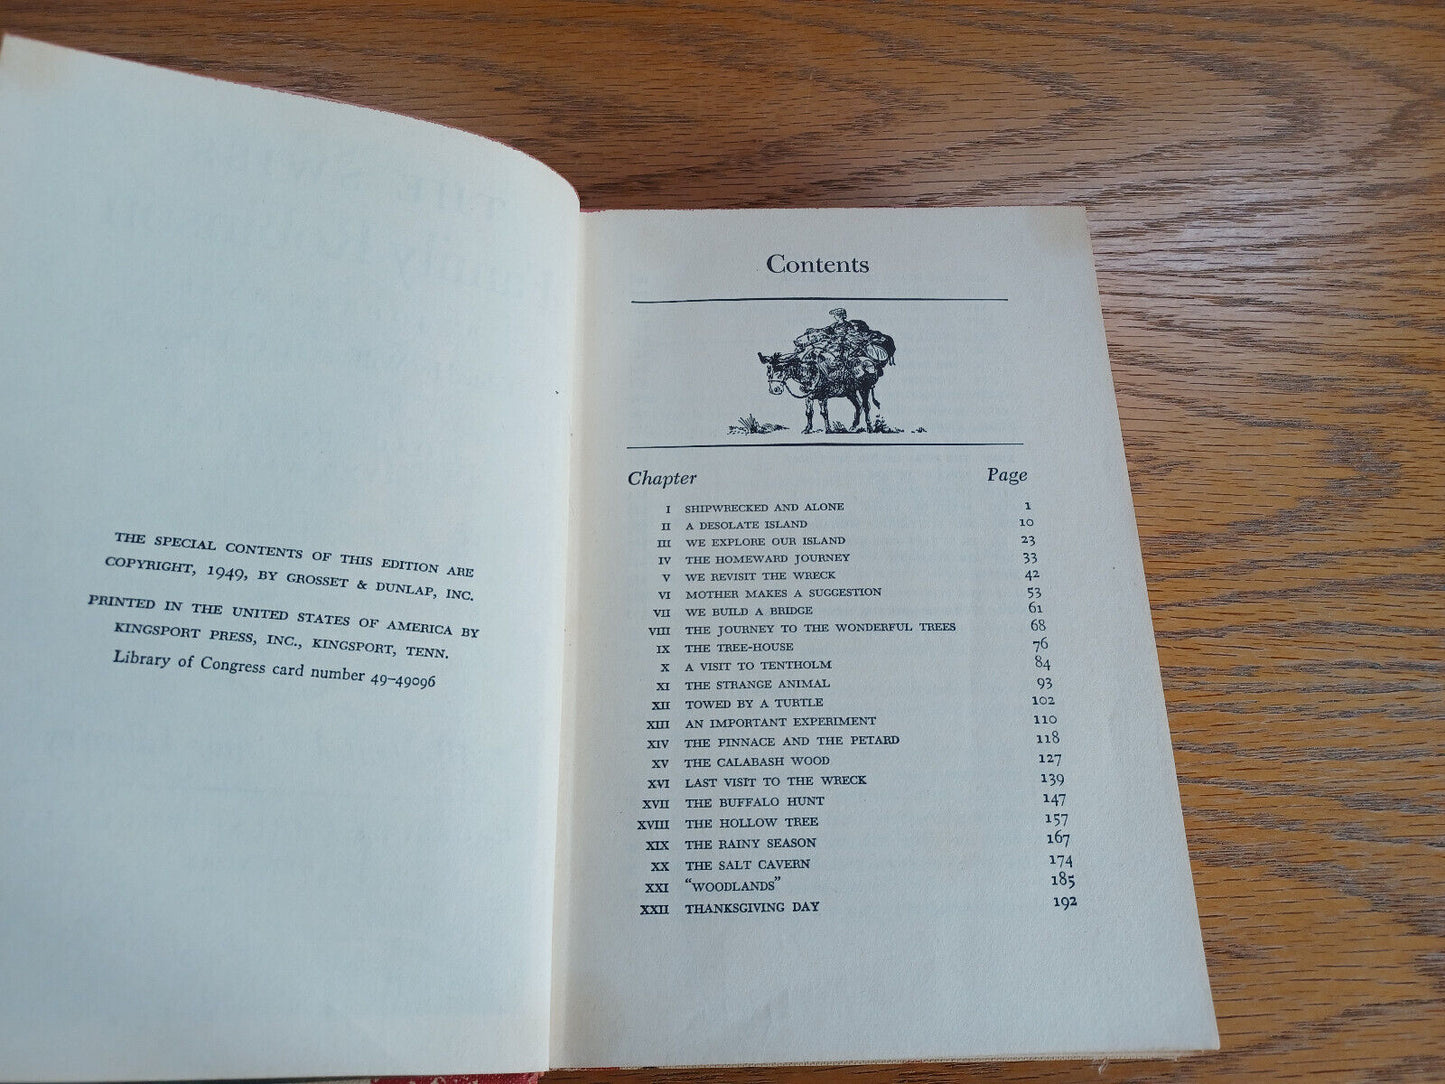 THE SPECIAL CONTENTS OF THIS EDITION ARE
COPYRIGHT, 1949, BY GROSSET & DUNLAP, INC.
PRINTED IN THE UNITED STATES OF AMERICA BY
KINGSPORT PRESS, INC., KINGSPORT, TENN.
Library of Congress card number 49-49096
Contents
Chapter Page
I SHIPWRECKED AND ALONE 1
II A DESOLATE ISLAND 10
III WE EXPLORE OUR ISLAND 23
IV THE HOMEWARD JOURNEY 33
V WE REVISIT THE WRECK 42
VI MOTHER MAKES A SUGGESTION 53
VII WE BUILD A BRIDGE 61
VIII THE JOURNEY TO THE WONDERFUL TREES 68
IX THE TREE-HOUSE 76
X A VISIT TO TENTHOLM 84
XI THE STRANGE ANIMAL 93
XII TOWED BY A TURTLE 102
XIII AN IMPORTANT EXPERIMENT 110
XIV THE PINNACE AND THE PETARD 118
XV THE CALABASH WOOD 127
XVI LAST VISIT TO THE WRECK 139
XVII THE BUFFALO HUNT 147
XVIII THE HOLLOW TREE 157
XIX THE RAINY SEASON 167
XX THE SALT CAVERN 174
XXI "WOODLANDS" 185
XXII THANKSGIVING DAY 192